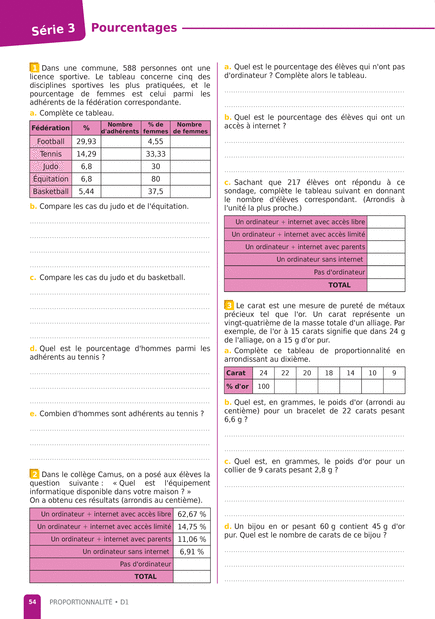 Série 3
Pourcentages
1 Dans une commune, 588 personnes ont une
licence sportive. Le tableau concerne cinq des
disciplines sportives les plus pratiquées, et le
pourcentage de femmes est celui parmi les
adhérents de la fédération correspondante.
a. Complète ce tableau.
Fédération % Nombre d'adhérents % de femmes Nombre de femmes
Football 29,93 4,55
Tennis 14,29 33,33
Judo 6,8 30
Équitation 6,8 80
Basketball 5,44 37,5
b. Compare les cas du judo et de l'équitation.
c. Compare les cas du judo et du basketball.
d. Quel est le pourcentage d'hommes parmi les
adhérents au tennis ?
e. Combien d'hommes sont adhérents au tennis ?
2 Dans le collège Camus, on a posé aux élèves la
question suivante : « Quel est l'équipement
informatique disponible dans votre maison ? »
On a obtenu ces résultats (arrondis au centième).
Un ordinateur + internet avec accès libre 62,67 %
Un ordinateur + internet avec accès limité 14,75 %
Un ordinateur + internet avec parents 11,06 %
Un ordinateur sans internet 6,91 %
Pas d'ordinateur
TOTAL
a. Quel est le pourcentage des élèves qui n'ont pas
d'ordinateur ? Complète alors le tableau.
b. Quel est le pourcentage des élèves qui ont un
accès à internet ?
c. Sachant que 217 élèves ont répondu à ce
sondage, complète le tableau suivant en donnant
le nombre d'élèves correspondant. (Arrondis à
l'unité la plus proche.)
Un ordinateur + internet avec accès libre
Un ordinateur + internet avec accès limité
Un ordinateur + internet avec parents
Un ordinateur sans internet
Pas d'ordinateur
TOTAL
3 Le carat est une mesure de pureté de métaux
précieux tel que l'or. Un carat représente un
vingt-quatrième de la masse totale d'un alliage. Par
exemple, de l'or à 15 carats signifie que dans 24 g
de l'alliage, on a 15 g d'or pur.
a. Complète ce tableau de proportionnalité en
arrondissant au dixième.
Carat 24 22 20 18 14 10 9
% d'or 100
b. Quel est, en grammes, le poids d'or (arrondi au
centième) pour un bracelet de 22 carats pesant
6,6 g ?
c. Quel est, en grammes, le poids d'or pour un
collier de 9 carats pesant 2,8 g ?
d. Un bijou en or pesant 60 g contient 45 g d'or
pur. Quel est le nombre de carats de ce bijou ?
54 PROPORTIONNALITÉ • D1